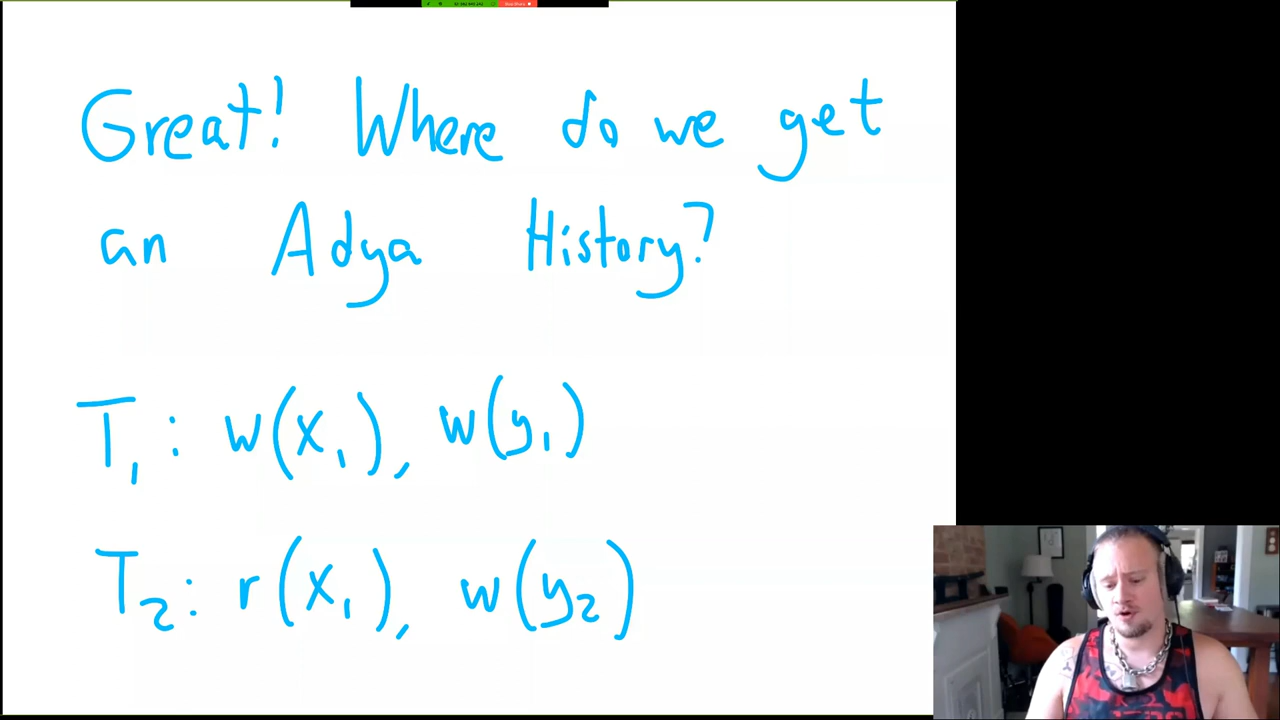 Great! Where do we get
an Adya History?
T₁: w(x₁), w(y₁)
T₂: r(x₁), w(y₂)